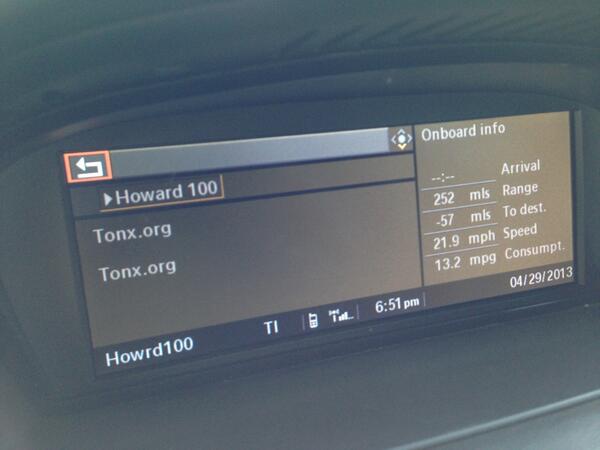 Howard 100
Tonx.org
Tonx.org
Howrd100
TI
6:51 pm
Onboard info
--:-- Arrival
252 mls Range
-57 mls To dest.
21.9 mph Speed
13.2 mpg Consumpt.
04/29/2013